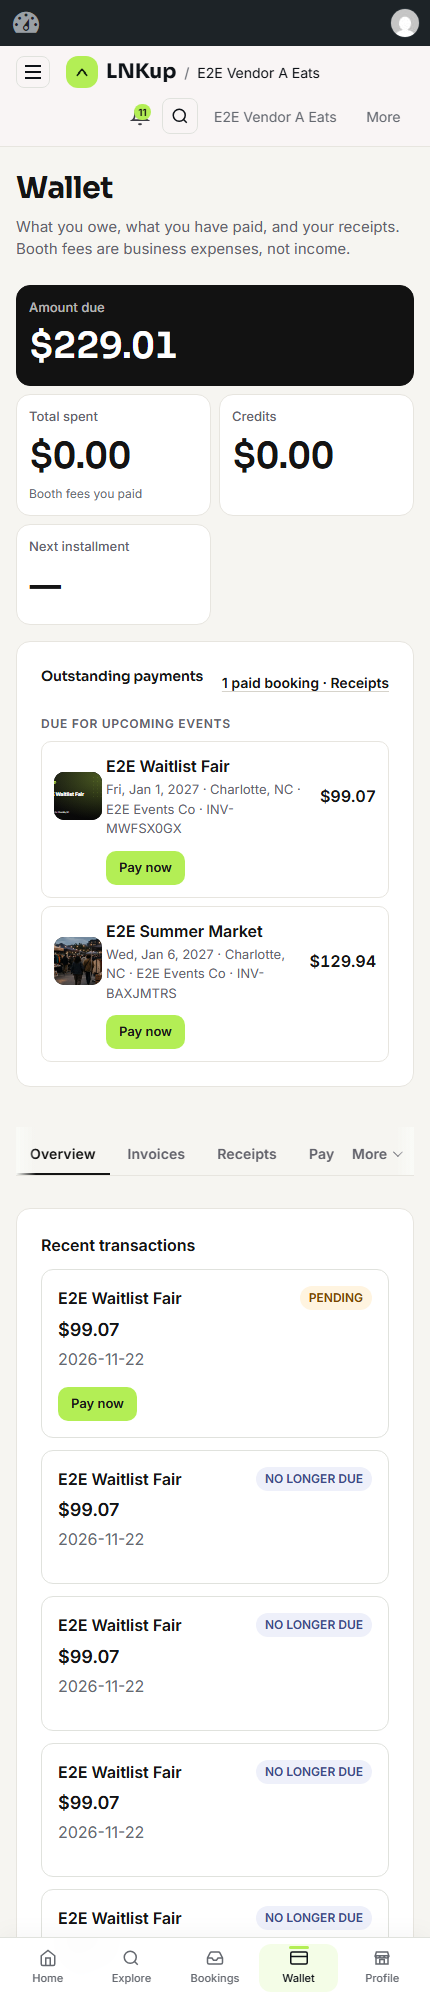 LNKup / E2E Vendor A Eats
11
E2E Vendor A Eats More
Wallet
What you owe, what you have paid, and your receipts.
Booth fees are business expenses, not income.
Amount due
$229.01
Total spent
$0.00
Booth fees you paid
Credits
$0.00
Next installment
—
Outstanding payments
1 paid booking · Receipts
DUE FOR UPCOMING EVENTS
E2E Waitlist Fair
Fri, Jan 1, 2027 · Charlotte, NC ·
E2E Events Co · INV-
MWFSX0GX
$99.07
Pay now
E2E Summer Market
Wed, Jan 6, 2027 · Charlotte,
NC · E2E Events Co · INV-
BAXJMTRS
$129.94
Pay now
Overview Invoices Receipts Pay More
Recent transactions
E2E Waitlist Fair PENDING
$99.07
2026-11-22
Pay now
E2E Waitlist Fair NO LONGER DUE
$99.07
2026-11-22
E2E Waitlist Fair NO LONGER DUE
$99.07
2026-11-22
E2E Waitlist Fair NO LONGER DUE
$99.07
2026-11-22
E2E Waitlist Fair NO LONGER DUE
Home Explore Bookings Wallet Profile